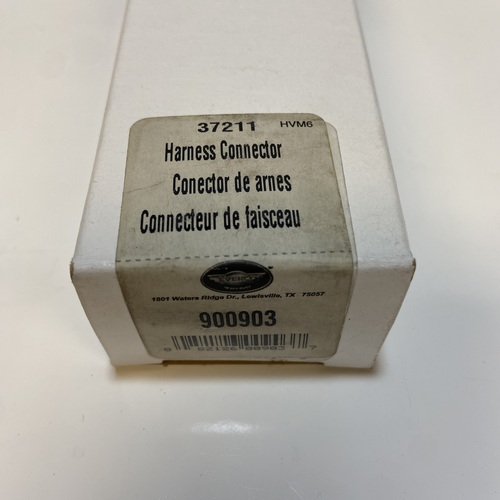 37211 HVM6
Harness Connector
Conector de arnes
Connecteur de faisceau
1801 Waters Ridge Dr., Lewisville, TX 75057
900903